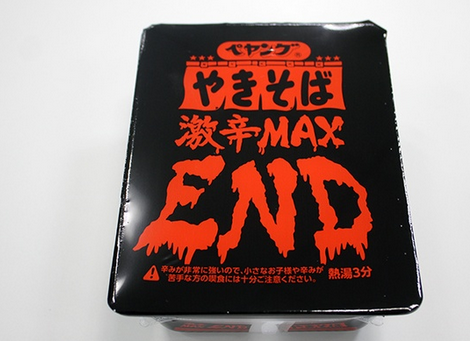 ペヤング®
やきそば
激辛MAX
END
辛みが非常に強いので、小さなお子様や辛みが
苦手な方の喫食には十分ご注意ください。
熱湯3分